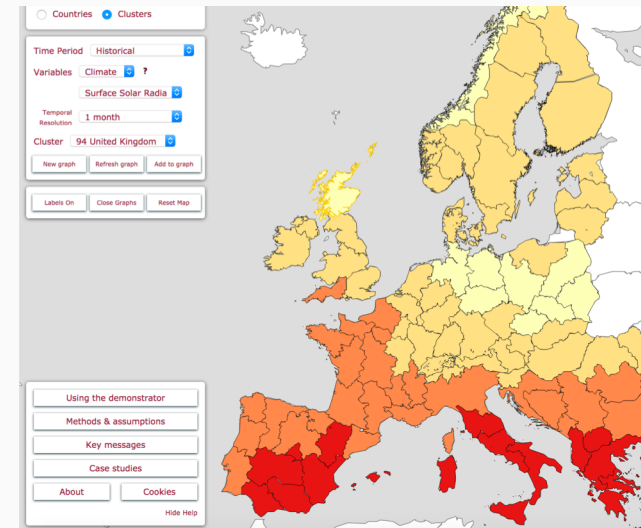 Countries Clusters
Time Period Historical
Variables Climate ?
Surface Solar Radia
Temporal
Resolution 1 month
Cluster 94 United Kingdom
New graph Refresh graph Add to graph
Labels On Close Graphs Reset Map
Using the demonstrator
Methods & assumptions
Key messages
Case studies
About Cookies
Hide Help